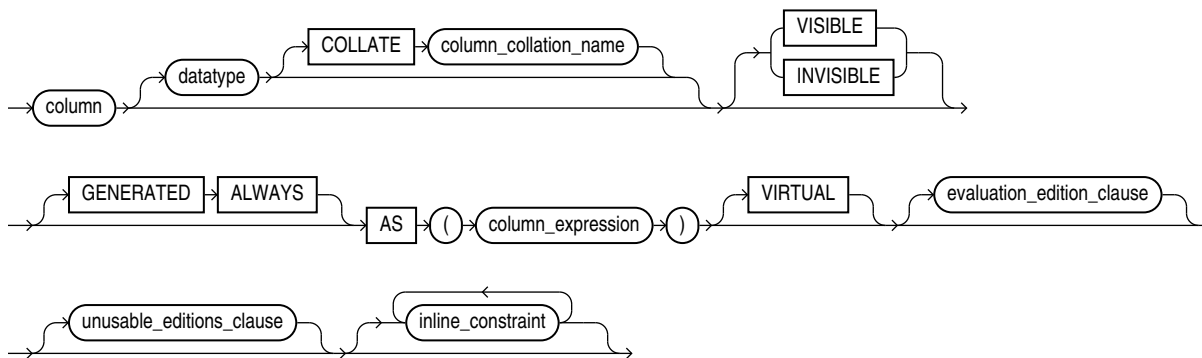 COLLATE column_collation_name VISIBLE
datatype INVISIBLE
column
GENERATED ALWAYS VIRTUAL evaluation_edition_clause
AS ( column_expression )
unusable_editions_clause inline_constraint